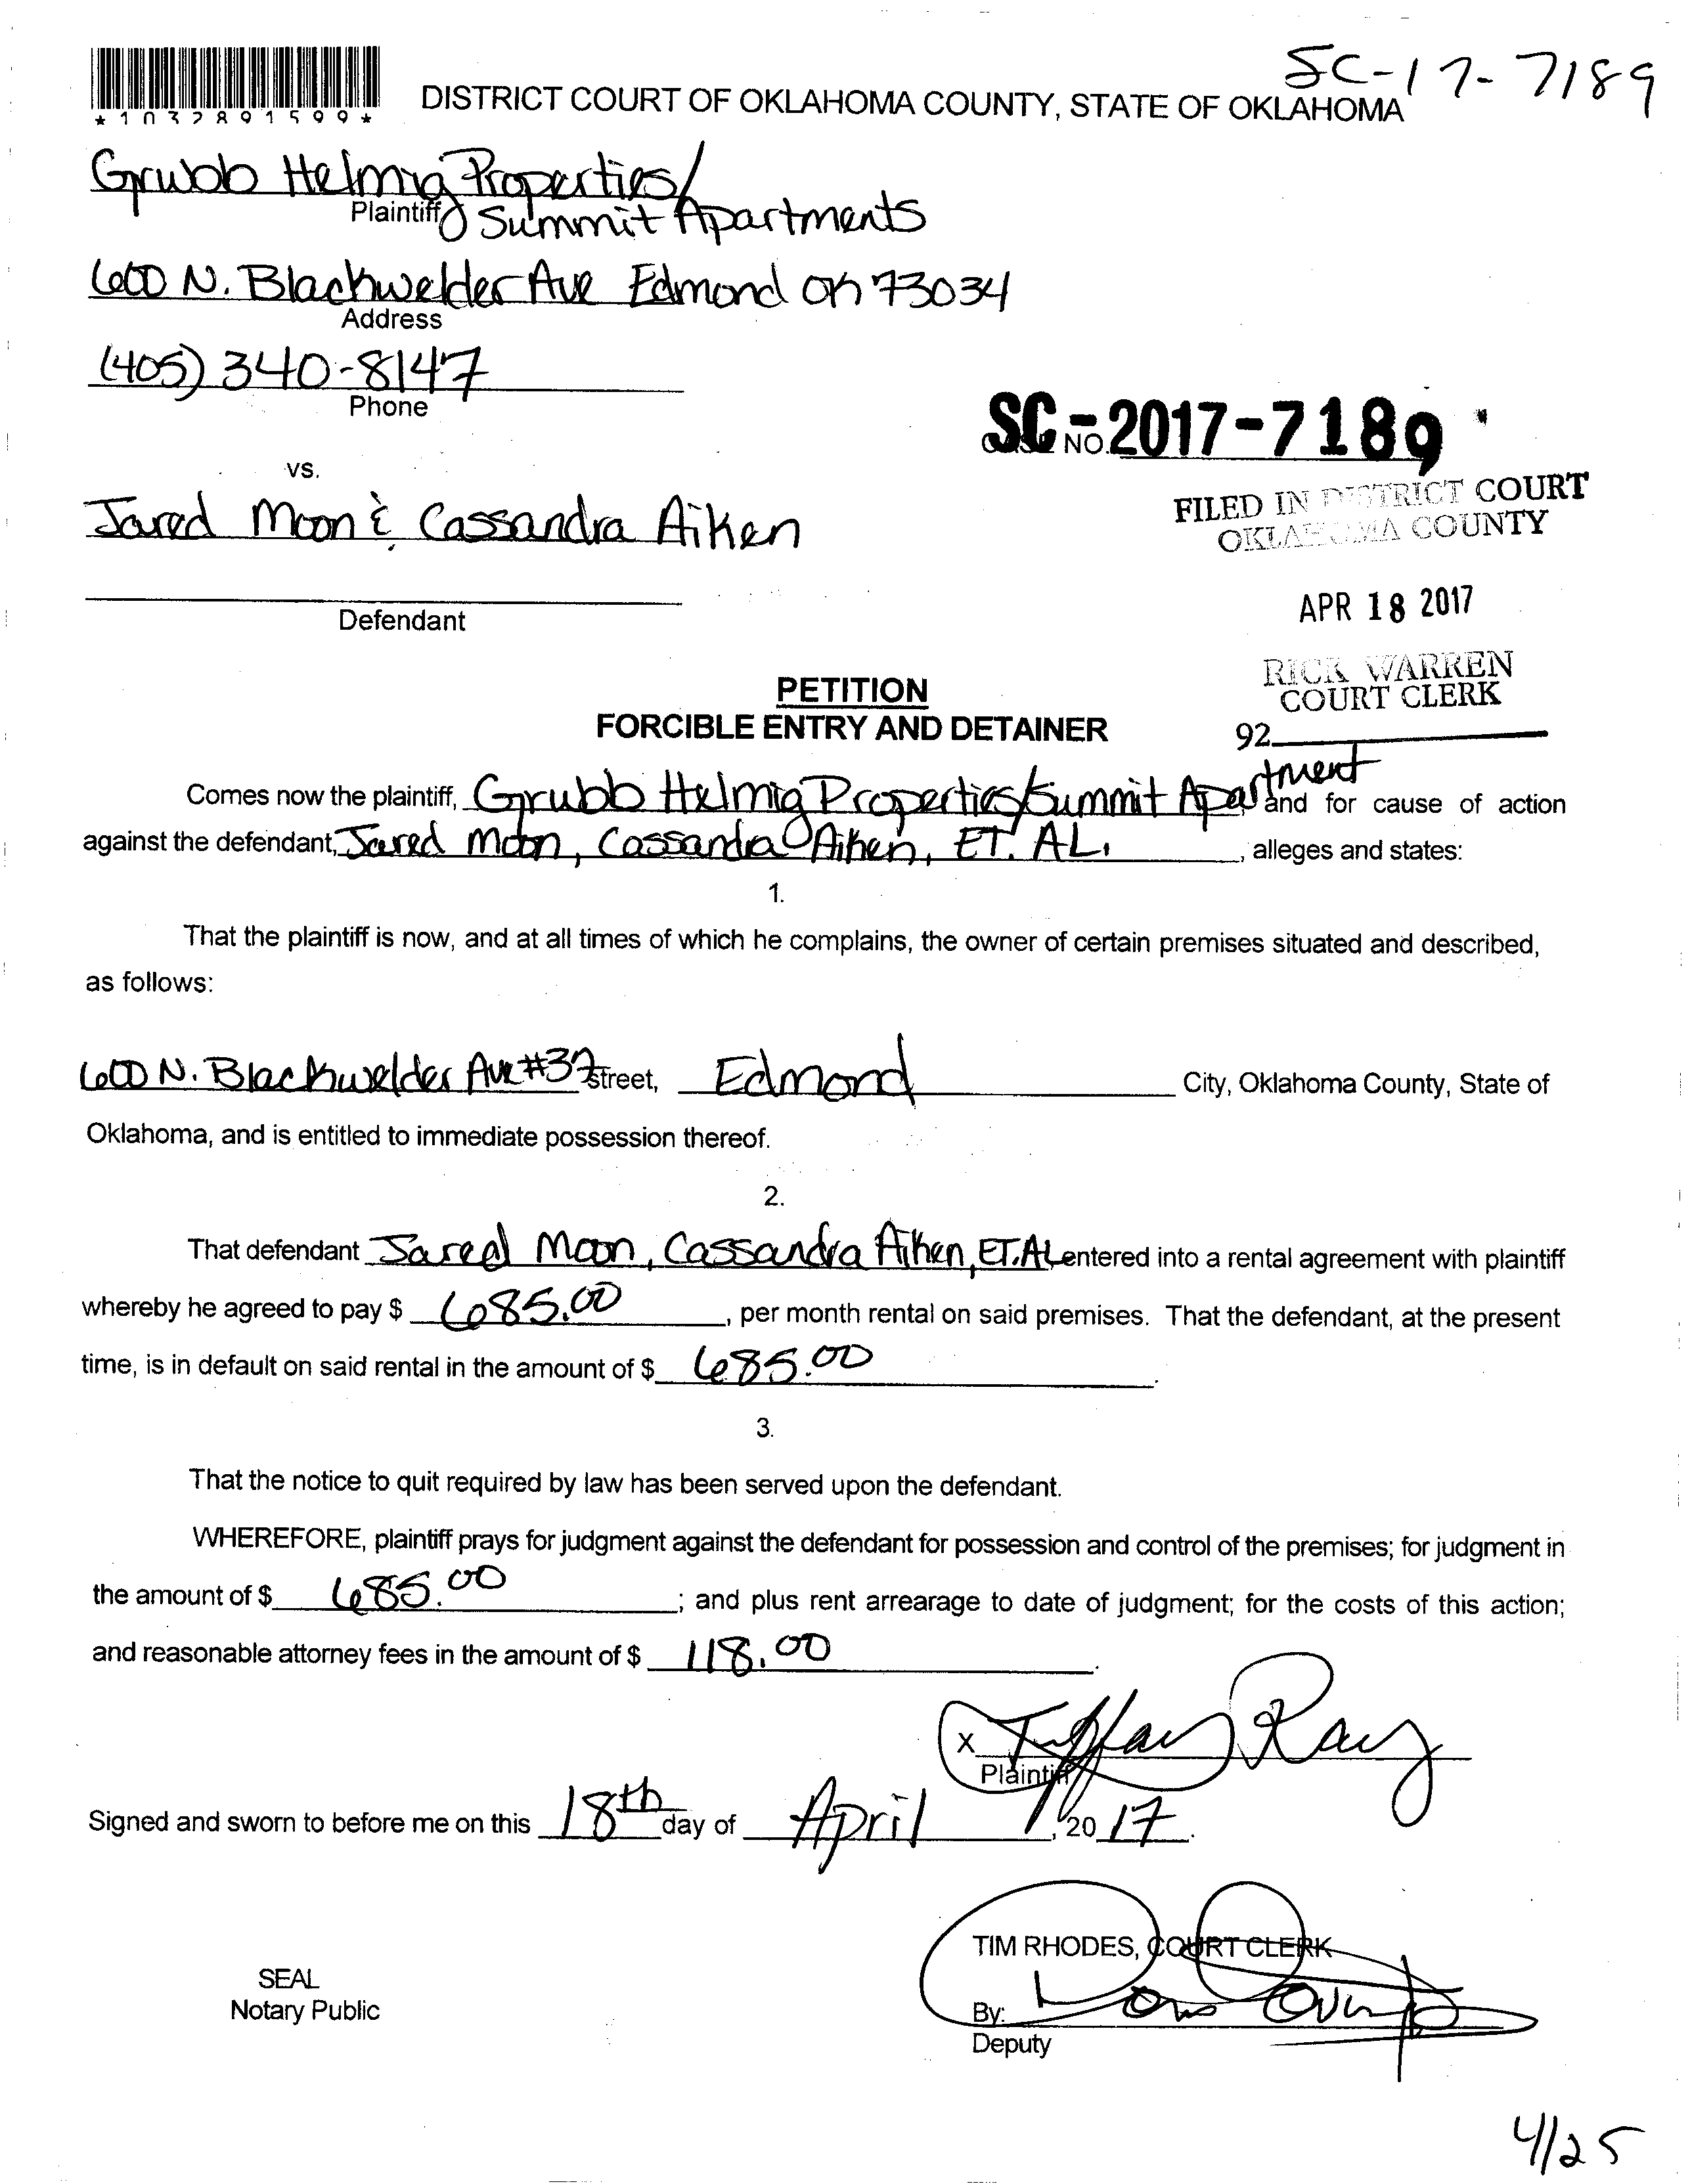 SC-17-7189
*1032891599*
DISTRICT COURT OF OKLAHOMA COUNTY, STATE OF OKLAHOMA
Grubb Helmig Properties/
Plaintiff Summit Apartments
600 N. Blackwelder Ave Edmond OK 73034
Address
(405) 340-8147
Phone
SC-2017-7189
NO.
vs.
FILED IN DISTRICT COURT
OKLAHOMA COUNTY
Jared Moon & Cassandra Aiken
APR 18 2017
Defendant
RICK WARREN
COURT CLERK
92
PETITION
FORCIBLE ENTRY AND DETAINER
Comes now the plaintiff, Grubb Helmig Properties/Summit Apartment, and for cause of action
against the defendant, Jared Moon, Cassandra Aiken, ET. AL., alleges and states:
1.
That the plaintiff is now, and at all times of which he complains, the owner of certain premises situated and described,
as follows:
600 N. Blackwelder Ave #37 street, Edmond City, Oklahoma County, State of
Oklahoma, and is entitled to immediate possession thereof.
2.
That defendant Jared Moon, Cassandra Aiken, ET. AL entered into a rental agreement with plaintiff
whereby he agreed to pay $ 685.00, per month rental on said premises. That the defendant, at the present
time, is in default on said rental in the amount of $ 685.00.
3.
That the notice to quit required by law has been served upon the defendant.
WHEREFORE, plaintiff prays for judgment against the defendant for possession and control of the premises; for judgment in
the amount of $ 685.00; and plus rent arrearage to date of judgment; for the costs of this action;
and reasonable attorney fees in the amount of $ 118.00.
X Tiffany Ray
Plaintiff
Signed and sworn to before me on this 18th day of April, 20 17.
TIM RHODES, COURT CLERK
SEAL
Notary Public
By:
Deputy
4/25